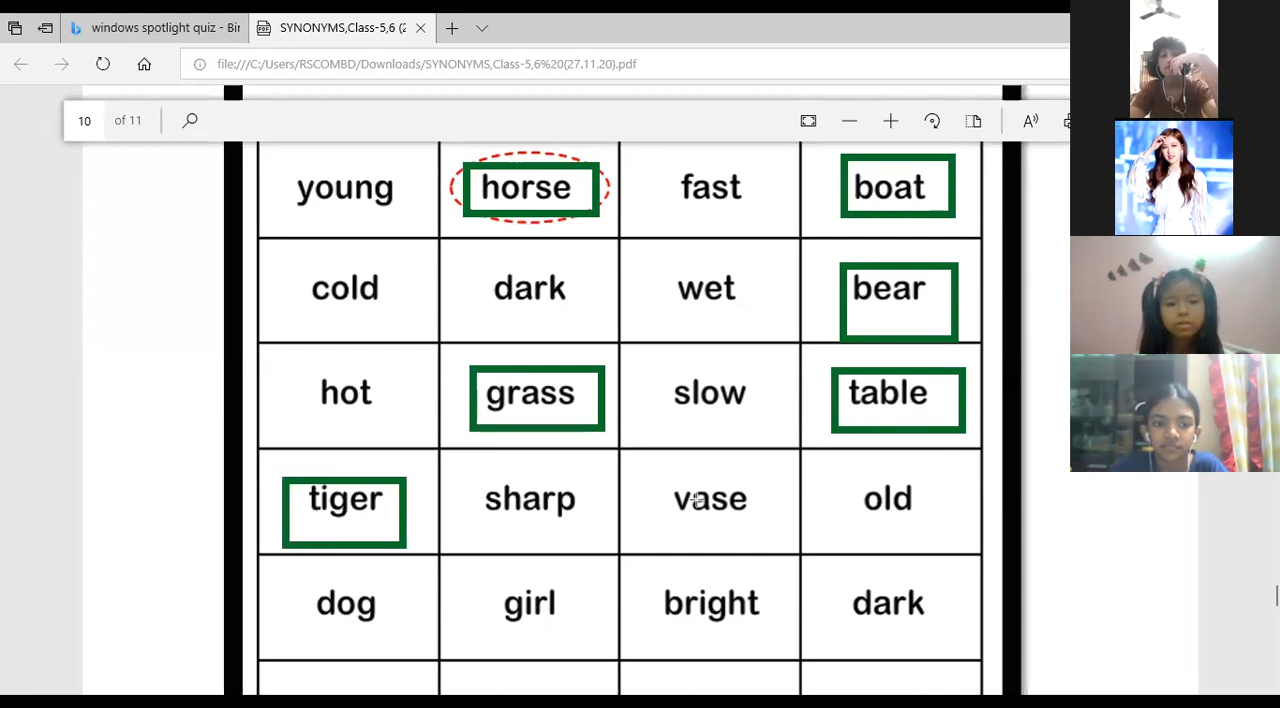 windows spotlight quiz - Bir
SYNONYMS,Class-5,6 (2
file:///C:/Users/RSCOMBD/Downloads/SYNONYMS,Class-5,6%20(27.11.20).pdf
10 of 11
young horse fast boat
cold dark wet bear
hot grass slow table
tiger sharp vase old
dog girl bright dark